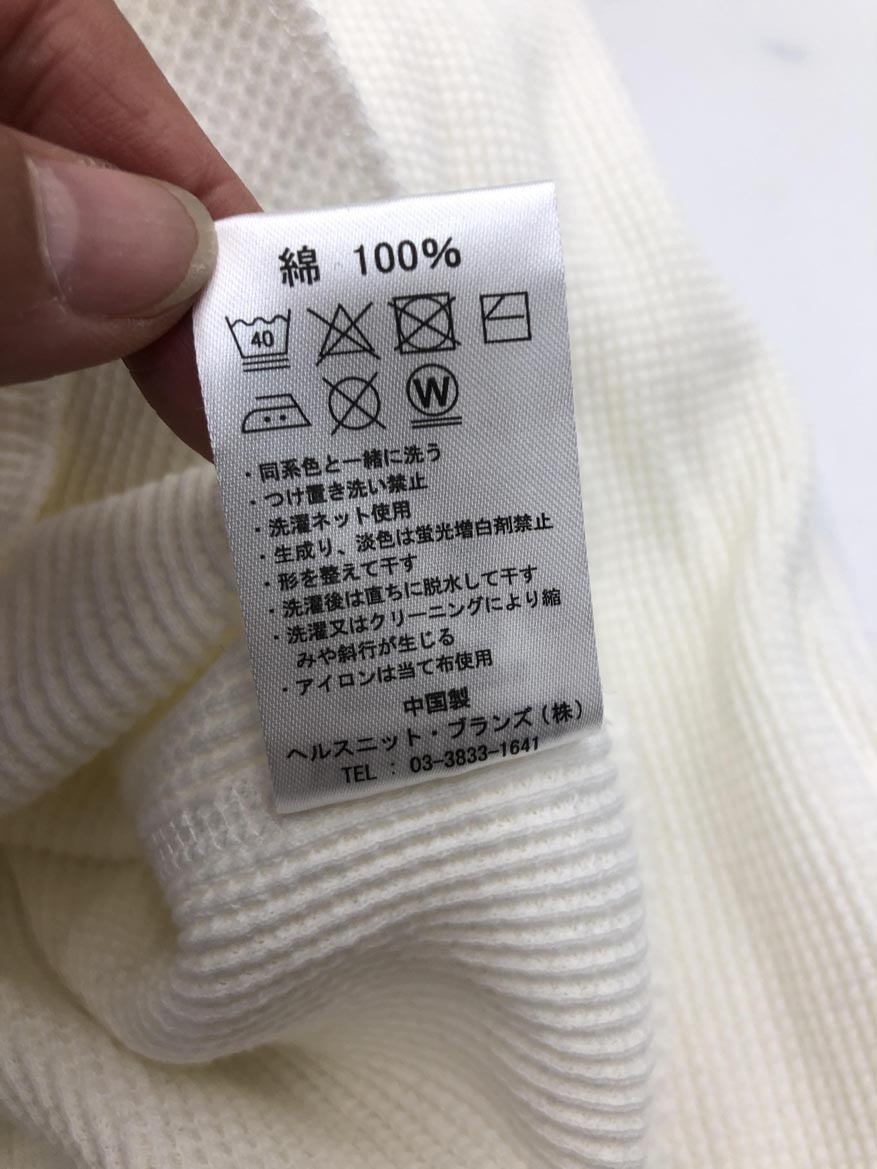 綿 100%
40
W
・同系色と一緒に洗う
・つけ置き洗い禁止
・洗濯ネット使用
・生成り、淡色は蛍光増白剤禁止
・形を整えて干す
・洗濯後は直ちに脱水して干す
・洗濯又はクリーニングにより縮
みや斜行が生じる
・アイロンは当て布使用
中国製
ヘルスニット・ブランズ(株)
TEL : 03-3833-1641